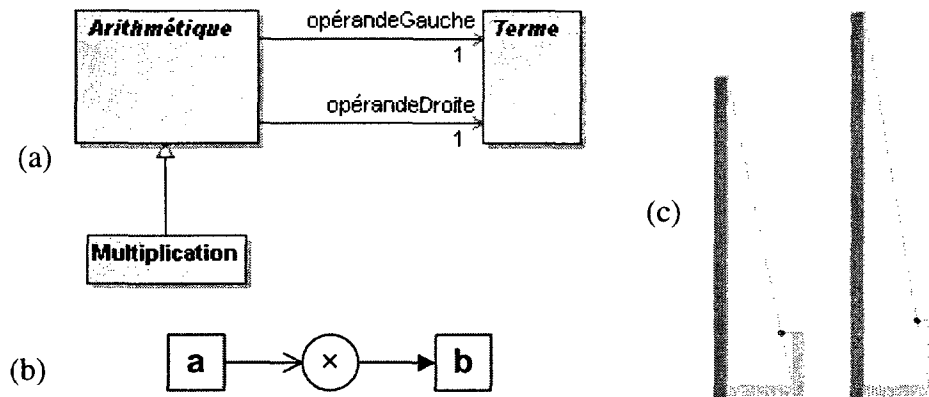 Arithmétique
opérandeGauche
1
Terme
opérandeDroite
1
(a)
Multiplication
(b)
a
×
b
(c)